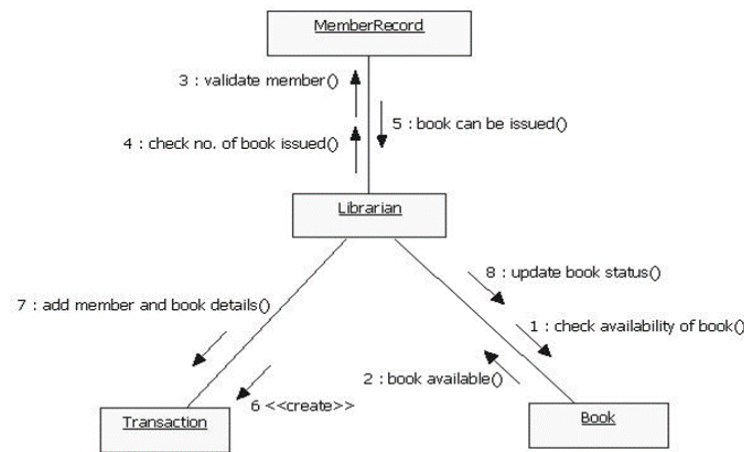 MemberRecord
3 : validate member()
5 : book can be issued()
4 : check no. of book issued()
Librarian
8 : update book status()
7 : add member and book details()
1 : check availability of book()
2 : book available()
6 <<create>>
Transaction
Book